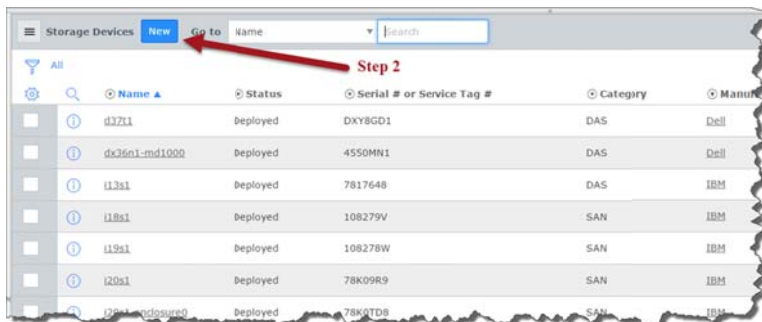 Storage Devices New Go to Name Search
Step 2
All
Name ▲ Status Serial # or Service Tag # Category Manuf
d37t1 Deployed DXY8GD1 DAS Dell
dx36n1-md1000 Deployed 4550MN1 DAS Dell
i13s1 Deployed 7817648 DAS IBM
i18s1 Deployed 108279V SAN IBM
i19s1 Deployed 108278W SAN IBM
i20s1 Deployed 78K09R9 SAN IBM
Deployed 78K0TD8 SAN IBM